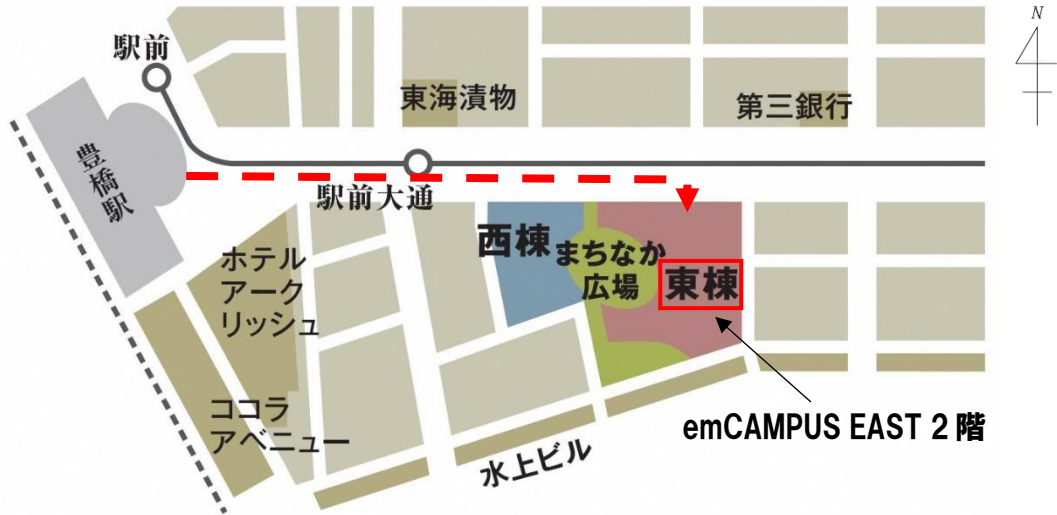 N
駅前
東海漬物
第三銀行
豊橋駅
駅前大通
西棟
まちなか
広場
東棟
ホテル
アーク
リッシュ
ココラ
アベニュー
emCAMPUS EAST 2階
水上ビル